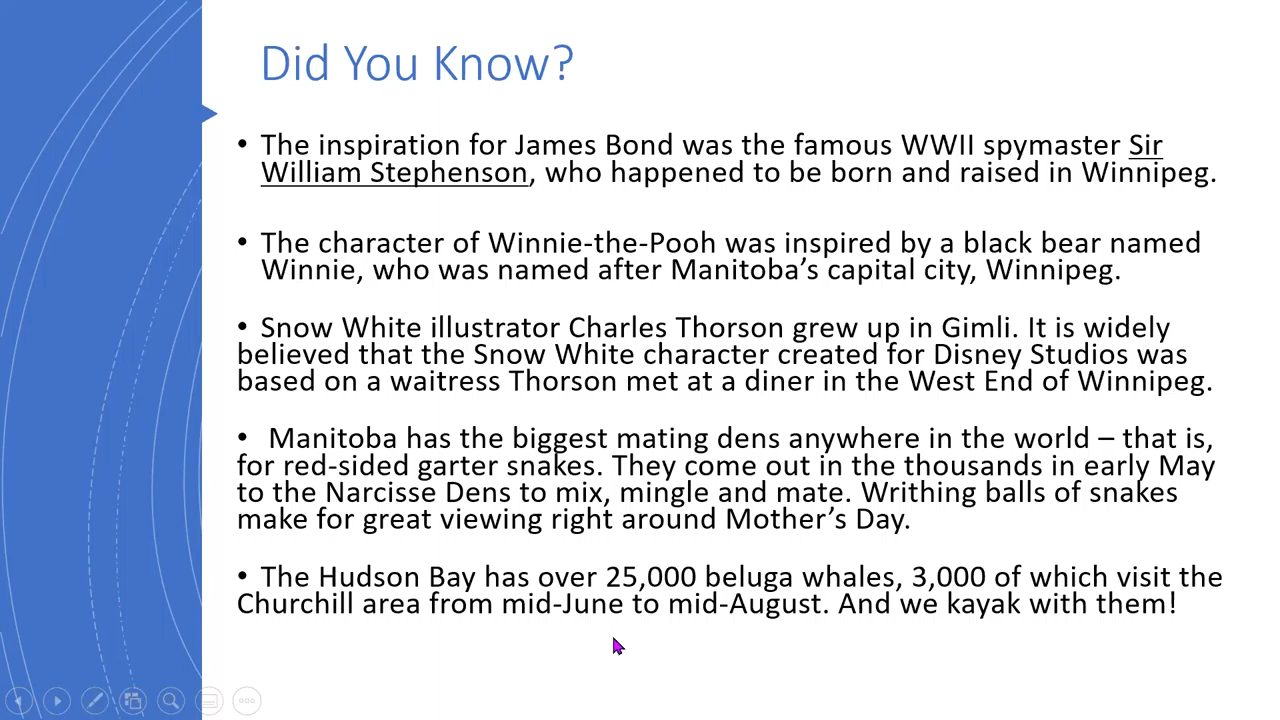 Did You Know?
• The inspiration for James Bond was the famous WWII spymaster Sir
William Stephenson, who happened to be born and raised in Winnipeg.
• The character of Winnie-the-Pooh was inspired by a black bear named
Winnie, who was named after Manitoba’s capital city, Winnipeg.
• Snow White illustrator Charles Thorson grew up in Gimli. It is widely
believed that the Snow White character created for Disney Studios was
based on a waitress Thorson met at a diner in the West End of Winnipeg.
• Manitoba has the biggest mating dens anywhere in the world – that is,
for red-sided garter snakes. They come out in the thousands in early May
to the Narcisse Dens to mix, mingle and mate. Writhing balls of snakes
make for great viewing right around Mother’s Day.
• The Hudson Bay has over 25,000 beluga whales, 3,000 of which visit the
Churchill area from mid-June to mid-August. And we kayak with them!